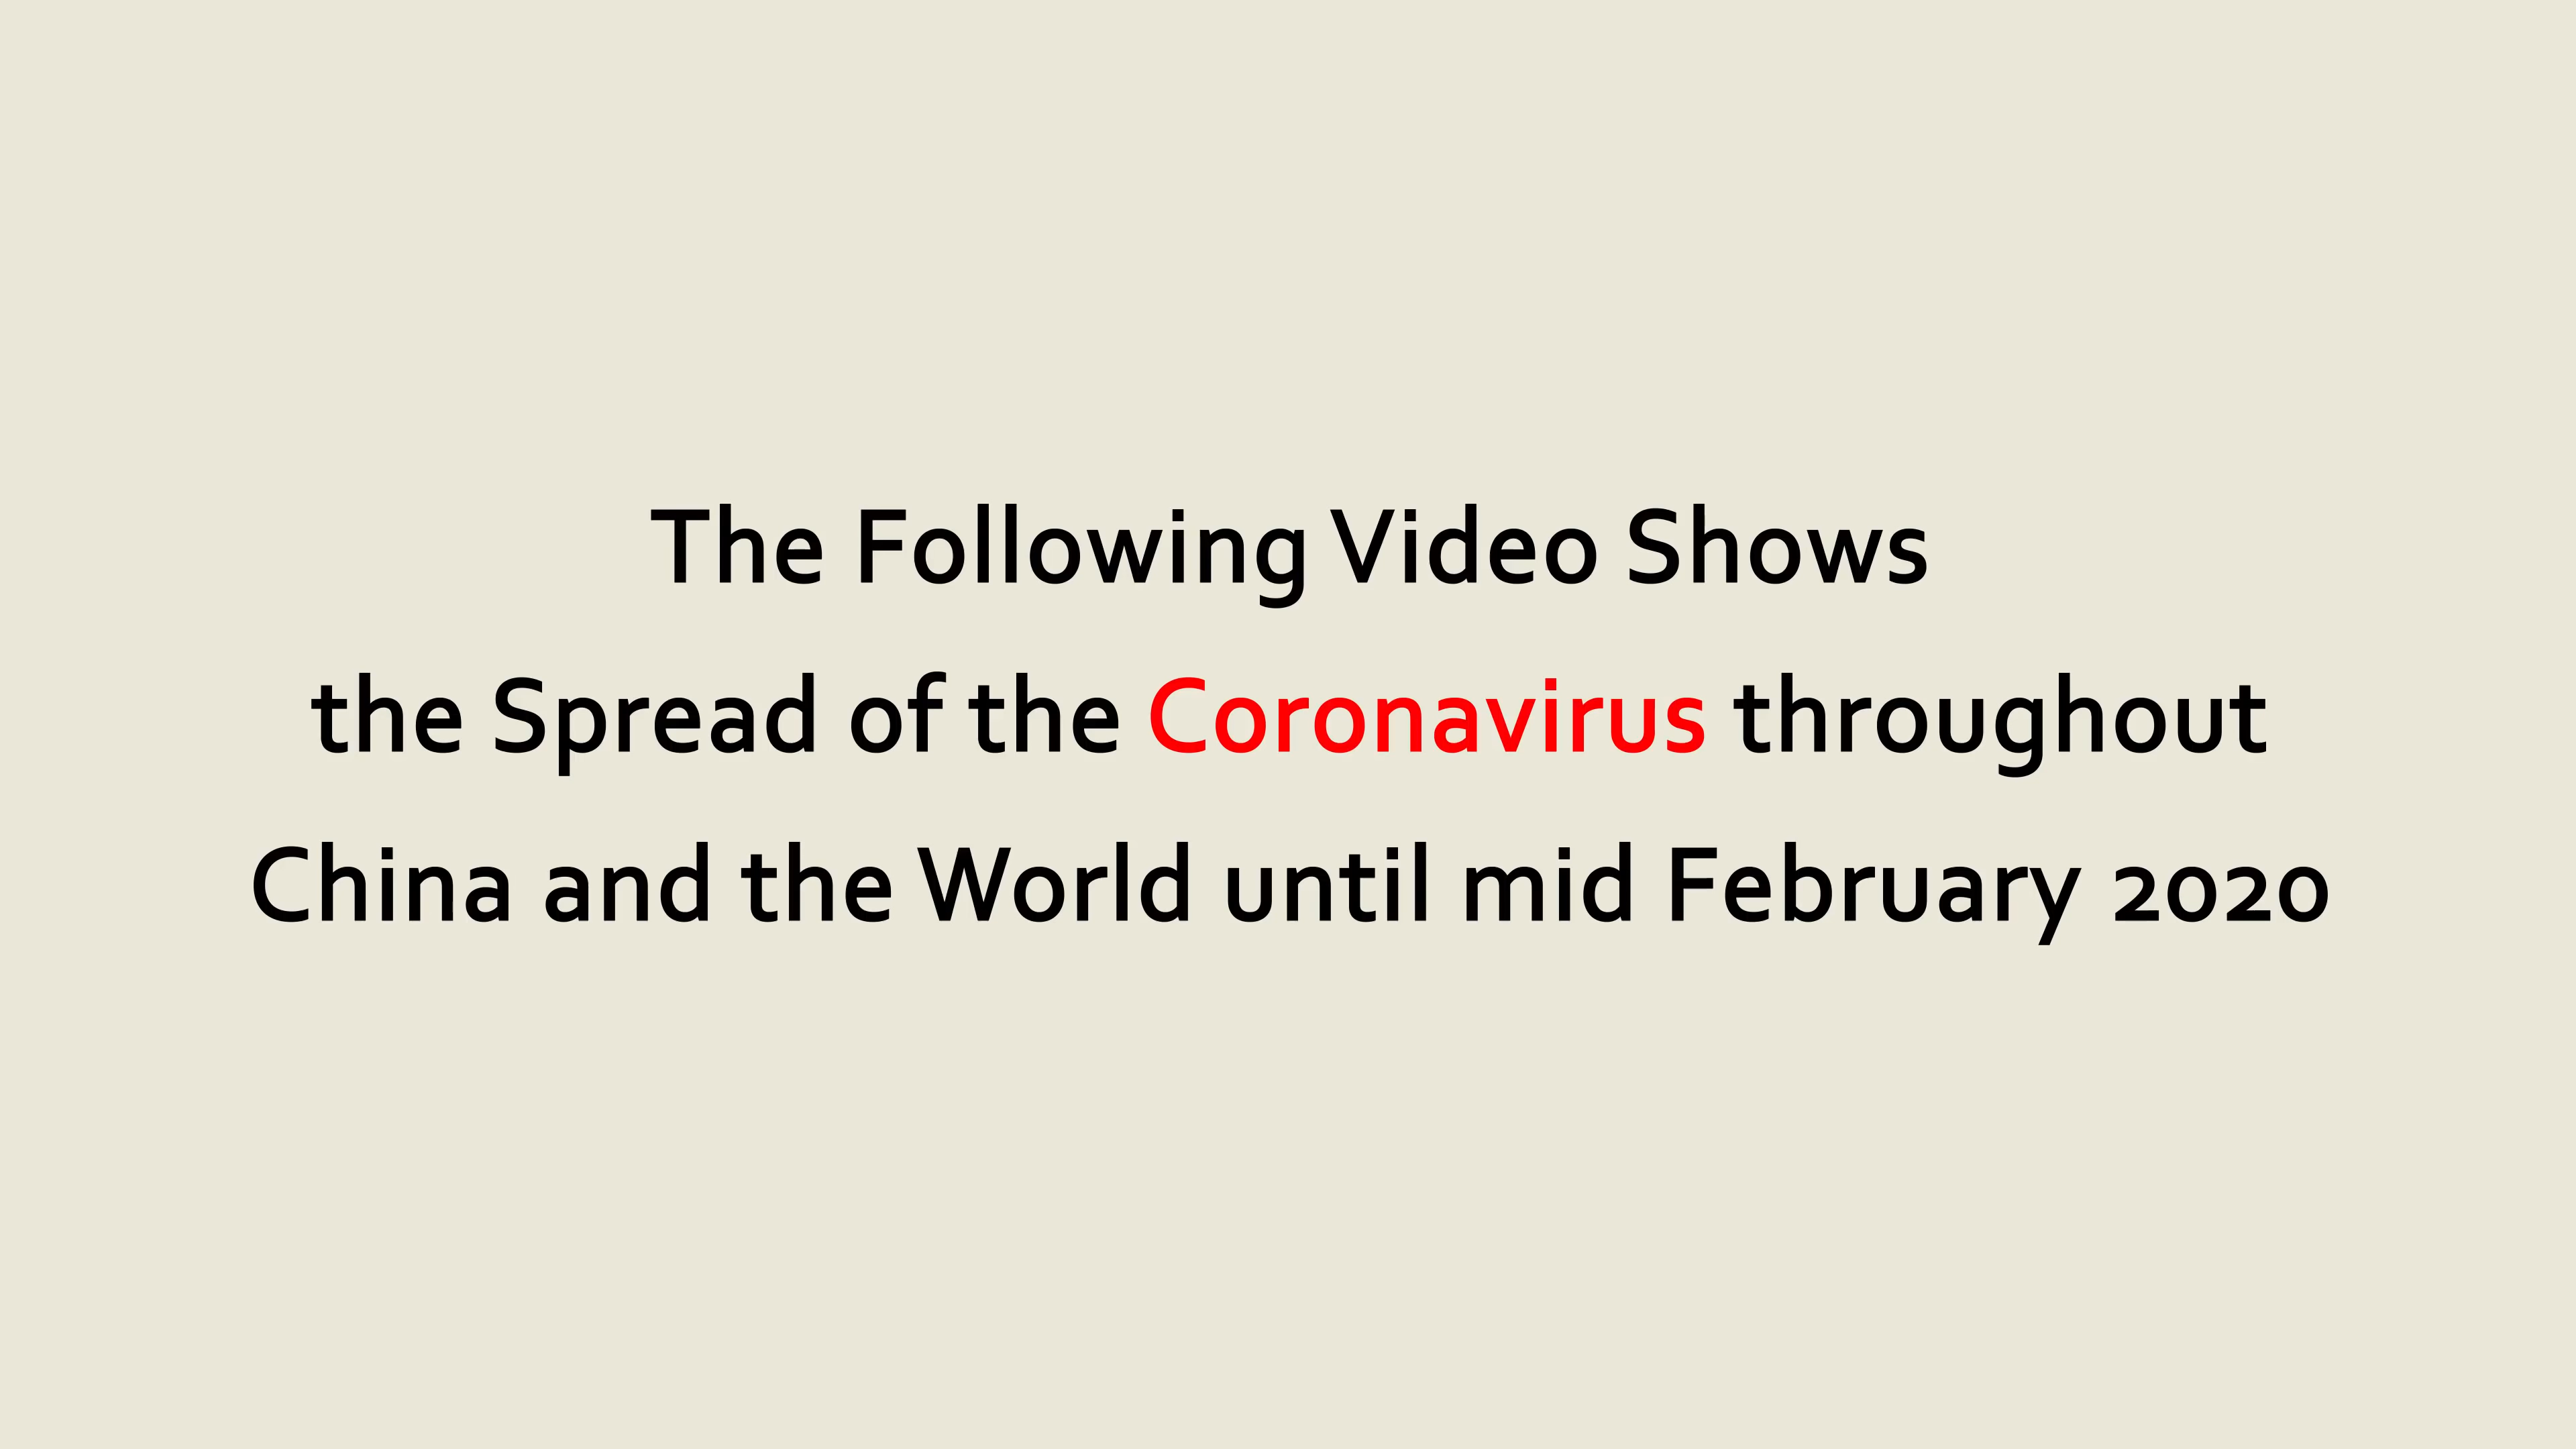 The Following Video Shows
the Spread of the Coronavirus throughout
China and the World until mid February 2020